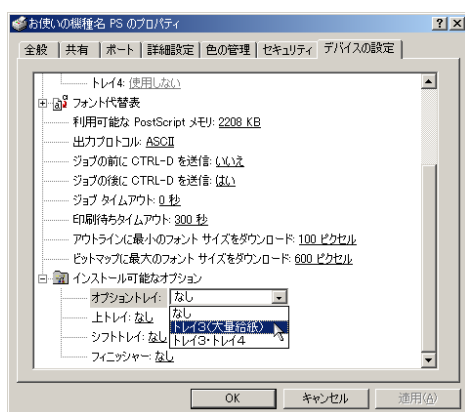 お使いの機種名 PS のプロパティ
全般 共有 ポート 詳細設定 色の管理 セキュリティ デバイスの設定
トレイ4: 使用しない
フォント代替表
利用可能な PostScript メモリ: 2208 KB
出力プロトコル: ASCII
ジョブの前に CTRL-D を送信: いいえ
ジョブの後に CTRL-D を送信: はい
ジョブ タイムアウト: 0 秒
印刷待ちタイムアウト: 300 秒
アウトラインに最小のフォント サイズをダウンロード: 100 ピクセル
ビットマップに最大のフォント サイズをダウンロード: 600 ピクセル
インストール可能なオプション
オプショントレイ: なし
上トレイ: なし
なし
トレイ3(大量給紙)
シフトトレイ: なし
トレイ3・トレイ4
フィニッシャー: なし
OK キャンセル 適用(A)